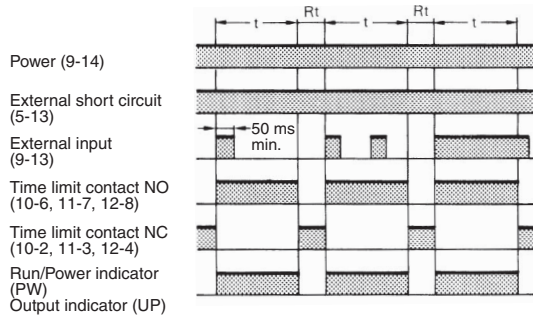 Rt Rt
t t t
Power (9-14)
External short circuit
(5-13)
External input
(9-13)
50 ms
min.
Time limit contact NO
(10-6, 11-7, 12-8)
Time limit contact NC
(10-2, 11-3, 12-4)
Run/Power indicator
(PW)
Output indicator (UP)